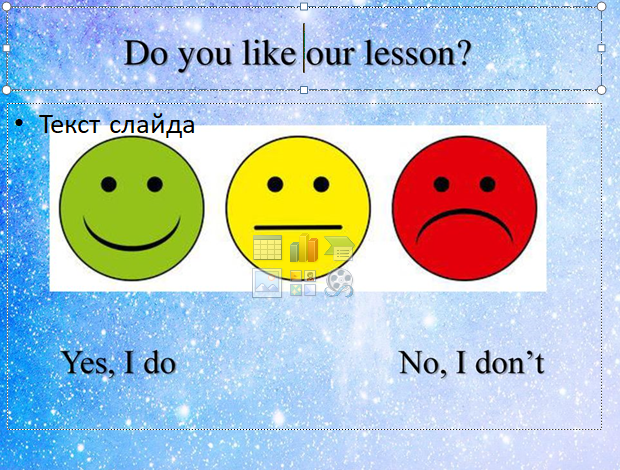 Do you like our lesson?
• Текст слайда
Yes, I do
No, I don’t